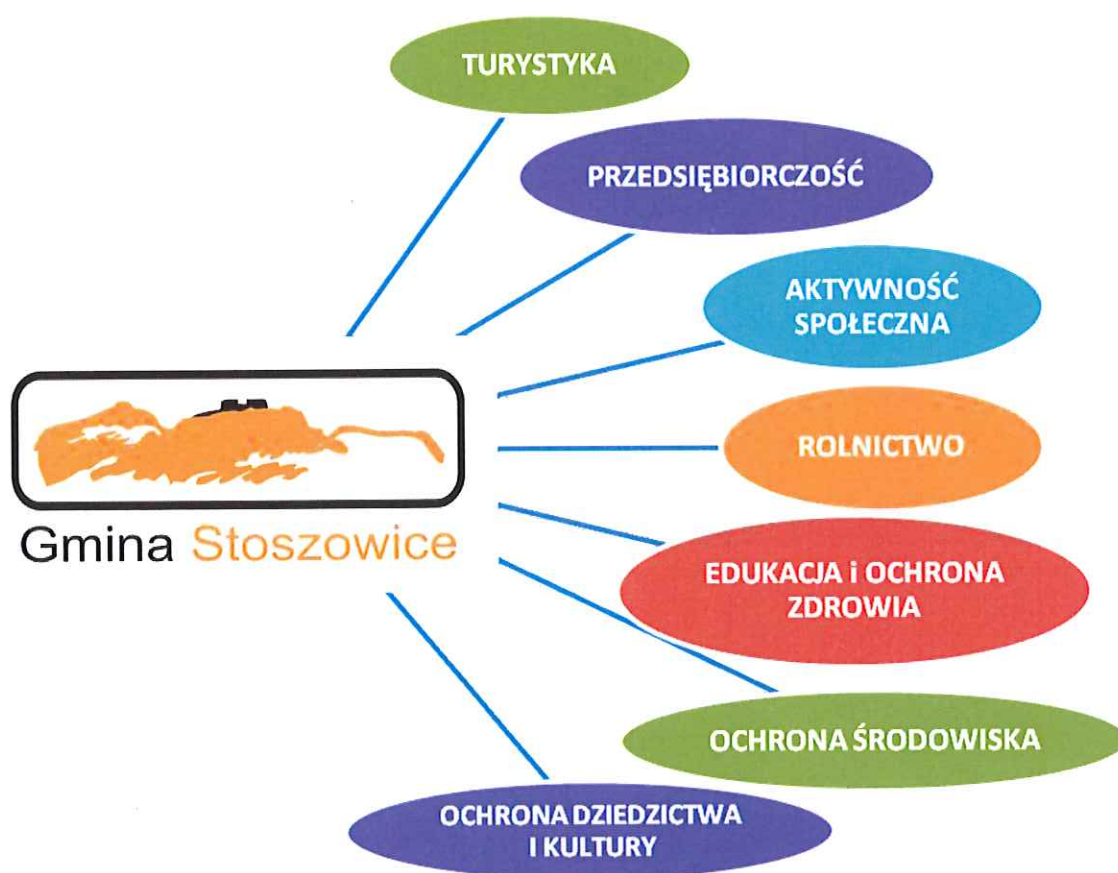 TURYSTYKA
PRZEDSIĘBIORCZOŚĆ
AKTYWNOŚĆ
SPOŁECZNA
ROLNICTWO
Gmina Stoszowice
EDUKACJA i OCHRONA
ZDROWIA
OCHRONA ŚRODOWISKA
OCHRONA DZIEDZICTWA
I KULTURY